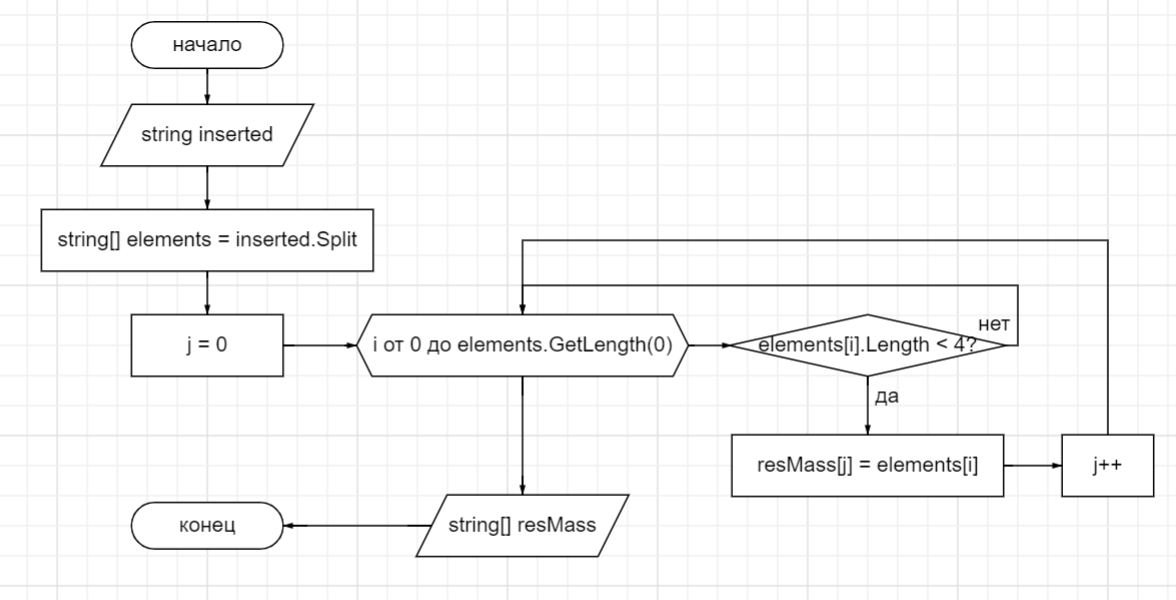 начало
string inserted
string[] elements = inserted.Split
j = 0
i от 0 до elements.GetLength(0)
elements[i].Length < 4?
нет
да
resMass[j] = elements[i]
j++
string[] resMass
конец